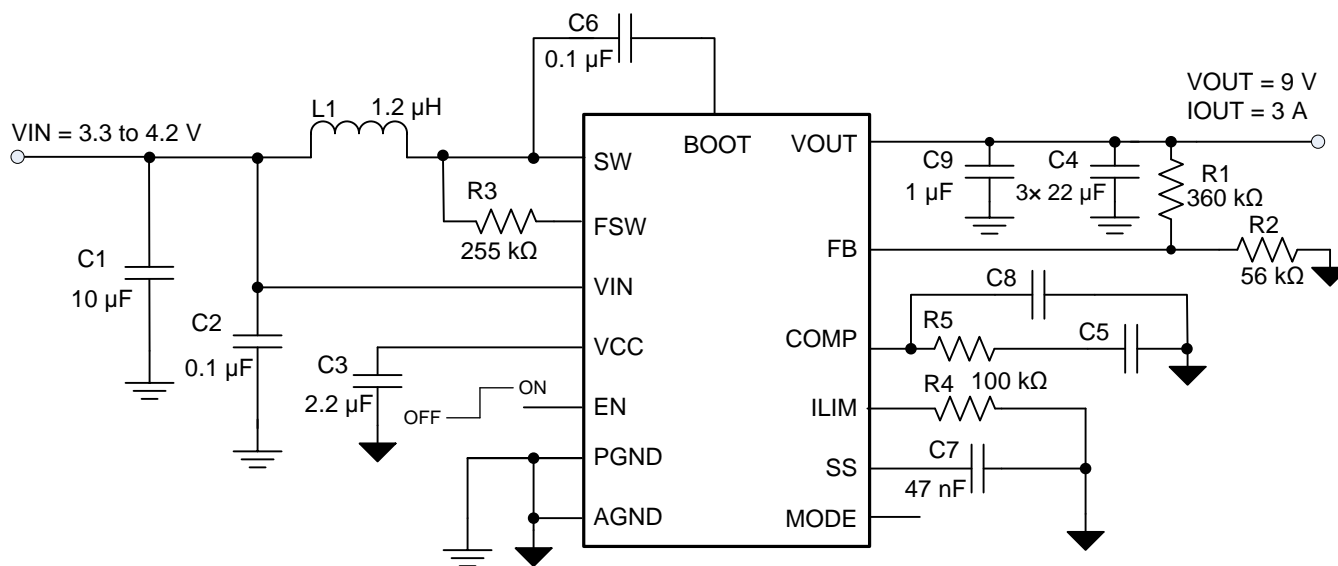 C6
0.1 µF
L1
1.2 µH
VIN = 3.3 to 4.2 V
VOUT = 9 V
IOUT = 3 A
BOOT
VOUT
SW
C9
1 µF
C4
3× 22 µF
R1
360 kΩ
R3
255 kΩ
FSW
FB
R2
56 kΩ
C1
10 µF
VIN
C8
C2
0.1 µF
VCC
COMP
R5
C5
C3
2.2 µF
R4
100 kΩ
OFF
ON
EN
ILIM
PGND
SS
C7
47 nF
AGND
MODE